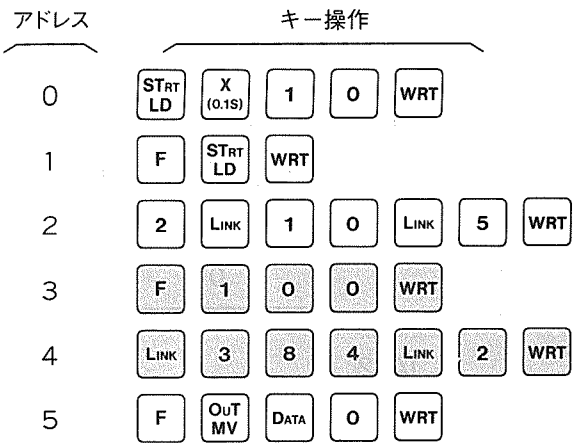 アドレス キー操作
0 STRT LD X (0.1S) 1 0 WRT
1 F STRT LD WRT
2 2 LINK 1 0 LINK 5 WRT
3 F 1 0 0 WRT
4 LINK 3 8 4 LINK 2 WRT
5 F OUT MV DATA 0 WRT